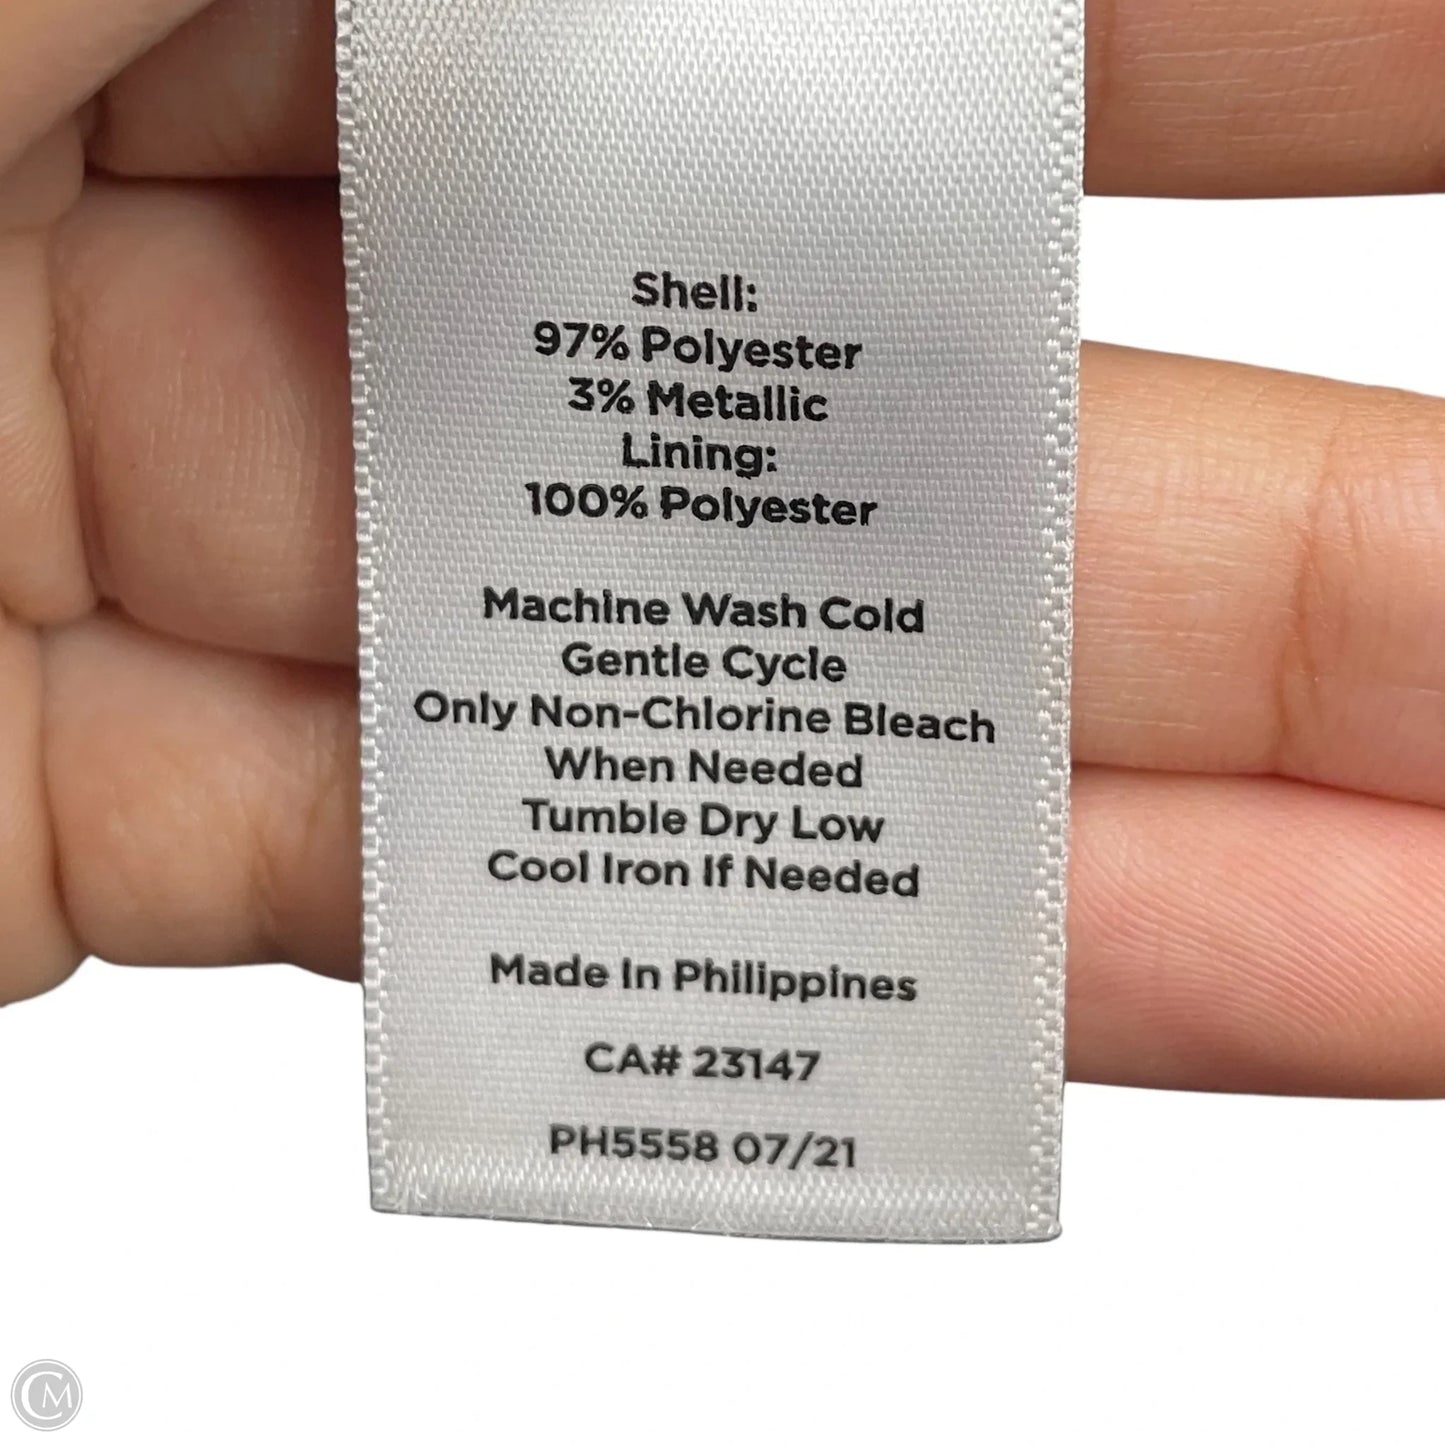 Shell:
97% Polyester
3% Metallic
Lining:
100% Polyester
Machine Wash Cold
Gentle Cycle
Only Non-Chlorine Bleach
When Needed
Tumble Dry Low
Cool Iron If Needed
Made In Philippines
CA# 23147
PH5558 07/21
CM